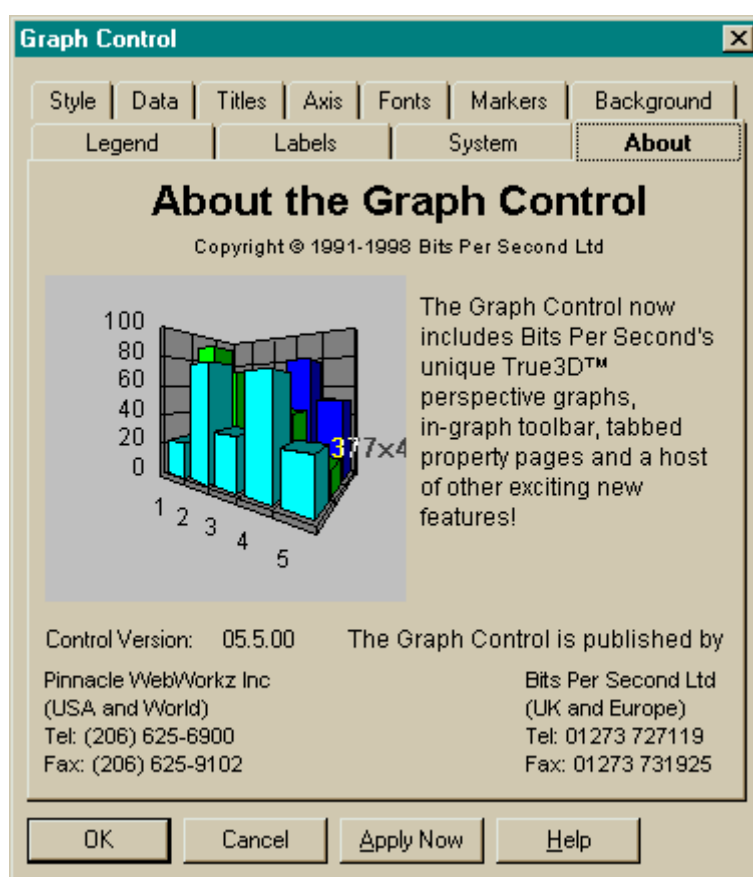 Graph Control
Style Data Titles Axis Fonts Markers Background
Legend Labels System About
About the Graph Control
Copyright © 1991-1998 Bits Per Second Ltd
100
80
60
40
20
0
1 2 3 4 5
377×4
The Graph Control now
includes Bits Per Second's
unique True3D™
perspective graphs,
in-graph toolbar, tabbed
property pages and a host
of other exciting new
features!
Control Version: 05.5.00 The Graph Control is published by
Pinnacle WebWorkz Inc
(USA and World)
Tel: (206) 625-6900
Fax: (206) 625-9102
Bits Per Second Ltd
(UK and Europe)
Tel: 01273 727119
Fax: 01273 731925
OK Cancel Apply Now Help